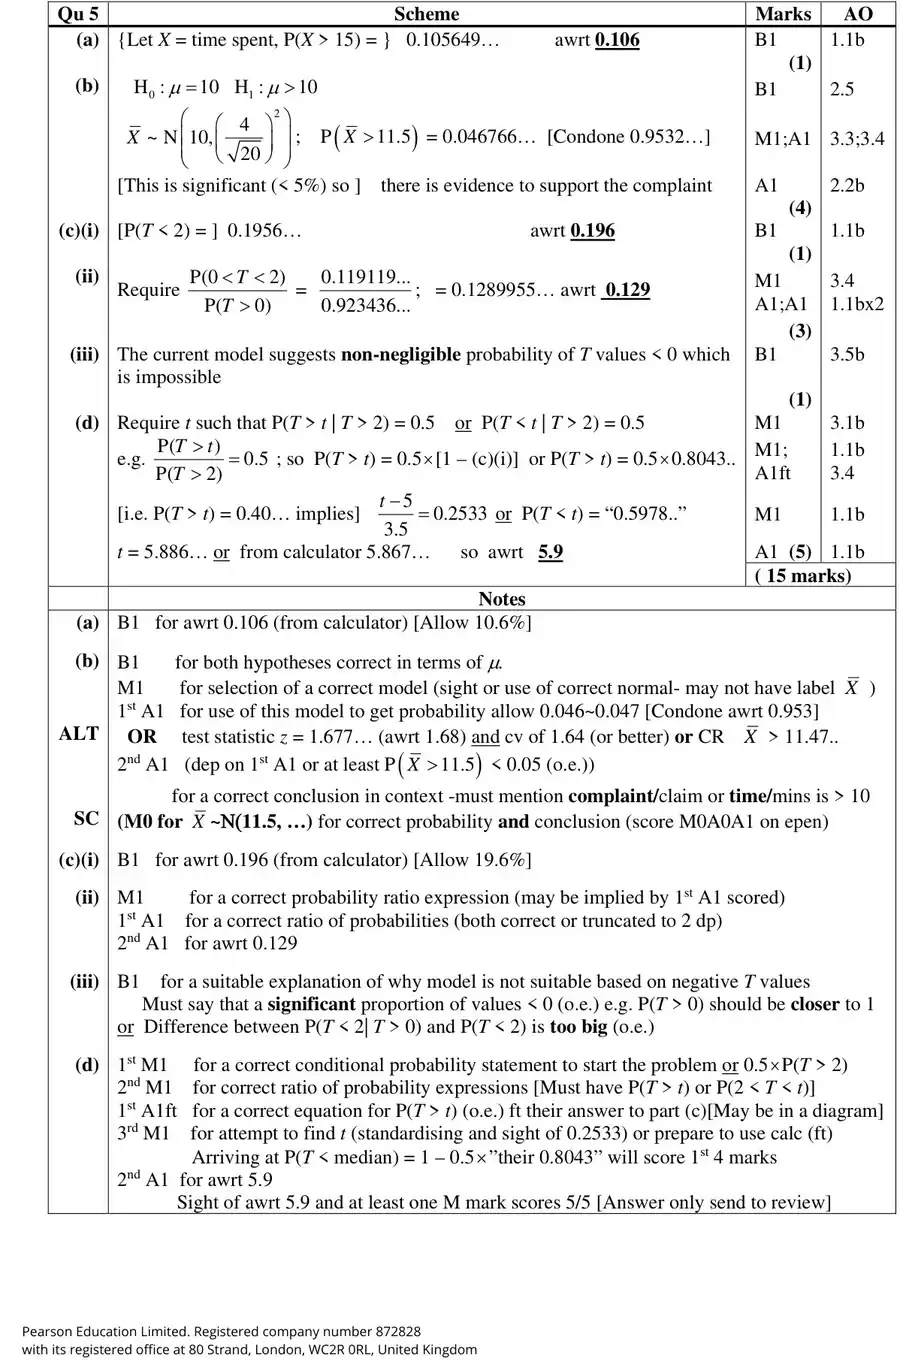 Qu 5 Scheme Marks AO
(a) {Let X = time spent, P(X > 15) = } 0.105649… awrt 0.106 B1 1.1b
(1)
(b) H₀ : μ = 10 H₁ : μ > 10 B1 2.5
X̄ ~ N(10, (4/√20)²); P(X̄ > 11.5) = 0.046766… [Condone 0.9532…] M1;A1 3.3;3.4
[This is significant (< 5%) so ] there is evidence to support the complaint A1 2.2b
(4)
(c)(i) [P(T < 2) = ] 0.1956… awrt 0.196 B1 1.1b
(1)
(ii) Require P(0 < T < 2)/P(T > 0) = 0.119119.../0.923436... ; = 0.1289955… awrt 0.129 M1 3.4
A1;A1 1.1bx2
(3)
(iii) The current model suggests non-negligible probability of T values < 0 which B1 3.5b
is impossible
(1)
(d) Require t such that P(T > t | T > 2) = 0.5 or P(T < t | T > 2) = 0.5 M1 3.1b
e.g. P(T > t)/P(T > 2) = 0.5 ; so P(T > t) = 0.5×[1 – (c)(i)] or P(T > t) = 0.5×0.8043.. M1; 1.1b
A1ft 3.4
[i.e. P(T > t) = 0.40… implies] (t − 5)/3.5 = 0.2533 or P(T < t) = “0.5978..” M1 1.1b
t = 5.886… or from calculator 5.867… so awrt 5.9 A1 (5) 1.1b
( 15 marks)
Notes
(a) B1 for awrt 0.106 (from calculator) [Allow 10.6%]
(b) B1 for both hypotheses correct in terms of μ.
M1 for selection of a correct model (sight or use of correct normal- may not have label X̄ )
1st A1 for use of this model to get probability allow 0.046~0.047 [Condone awrt 0.953]
ALT OR test statistic z = 1.677… (awrt 1.68) and cv of 1.64 (or better) or CR X̄ > 11.47..
2nd A1 (dep on 1st A1 or at least P(X̄ > 11.5) < 0.05 (o.e.))
for a correct conclusion in context -must mention complaint/claim or time/mins is > 10
SC (M0 for X̄ ~N(11.5, …) for correct probability and conclusion (score M0A0A1 on epen)
(c)(i) B1 for awrt 0.196 (from calculator) [Allow 19.6%]
(ii) M1 for a correct probability ratio expression (may be implied by 1st A1 scored)
1st A1 for a correct ratio of probabilities (both correct or truncated to 2 dp)
2nd A1 for awrt 0.129
(iii) B1 for a suitable explanation of why model is not suitable based on negative T values
Must say that a significant proportion of values < 0 (o.e.) e.g. P(T > 0) should be closer to 1
or Difference between P(T < 2| T > 0) and P(T < 2) is too big (o.e.)
(d) 1st M1 for a correct conditional probability statement to start the problem or 0.5×P(T > 2)
2nd M1 for correct ratio of probability expressions [Must have P(T > t) or P(2 < T < t)]
1st A1ft for a correct equation for P(T > t) (o.e.) ft their answer to part (c)[May be in a diagram]
3rd M1 for attempt to find t (standardising and sight of 0.2533) or prepare to use calc (ft)
Arriving at P(T < median) = 1 – 0.5×”their 0.8043” will score 1st 4 marks
2nd A1 for awrt 5.9
Sight of awrt 5.9 and at least one M mark scores 5/5 [Answer only send to review]
Pearson Education Limited. Registered company number 872828
with its registered office at 80 Strand, London, WC2R 0RL, United Kingdom